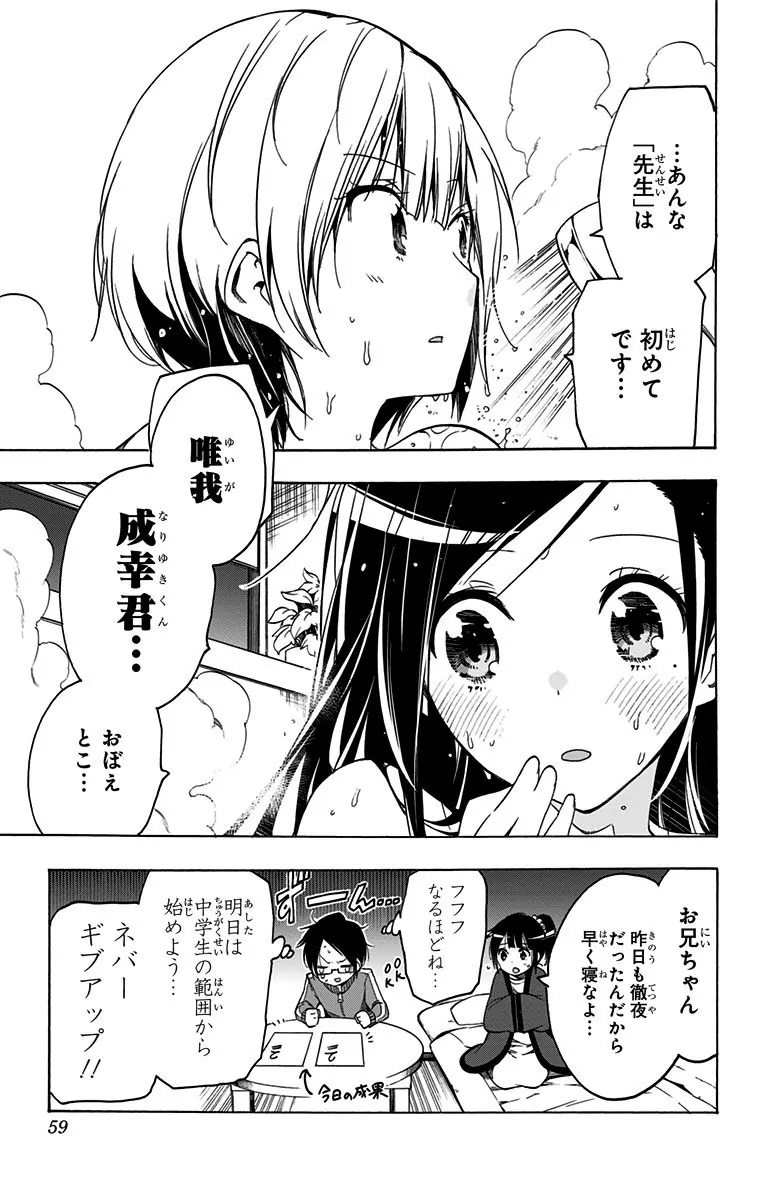 …あんな
「先生」は
初めて
です…
唯我
成幸君…
おぼえ
とこ…
お兄ちゃん
昨日も徹夜
だったんだから
早く寝なよ…
フフフ
なるほどね…
ずーん…
明日は
中学生の範囲から
始めよう…
ネバー
ギブアップ!!
今日の成果
59